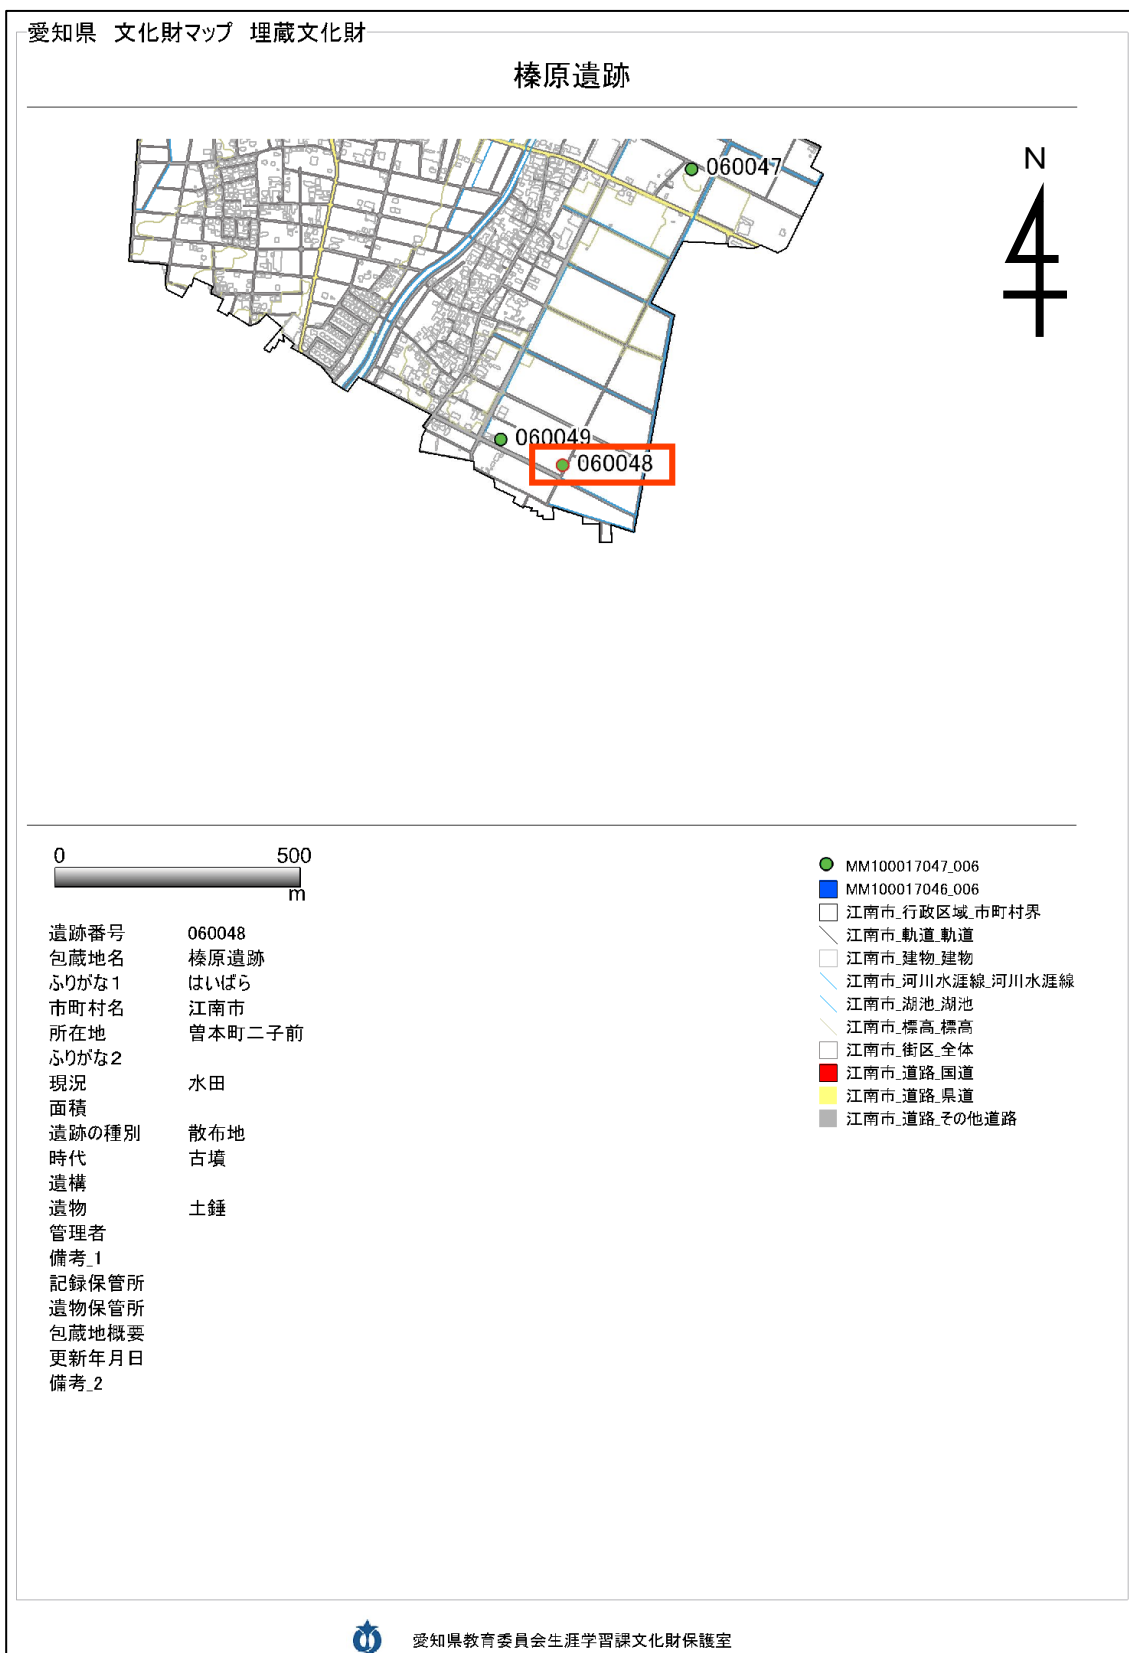 愛知県 文化財マップ 埋蔵文化財
榛原遺跡
N
060047
060049
060048
0 500
m
遺跡番号 060048
包蔵地名 榛原遺跡
ふりがな1 はいばら
市町村名 江南市
所在地 曽本町二子前
ふりがな2
現況 水田
面積
遺跡の種別 散布地
時代 古墳
遺構
遺物 土錘
管理者
備考_1
記録保管所
遺物保管所
包蔵地概要
更新年月日
備考_2
MM100017047_006
MM100017046_006
江南市_行政区域_市町村界
江南市_軌道_軌道
江南市_建物_建物
江南市_河川水涯線_河川水涯線
江南市_湖池_湖池
江南市_標高_標高
江南市_街区_全体
江南市_道路_国道
江南市_道路_県道
江南市_道路_その他道路
愛知県教育委員会生涯学習課文化財保護室